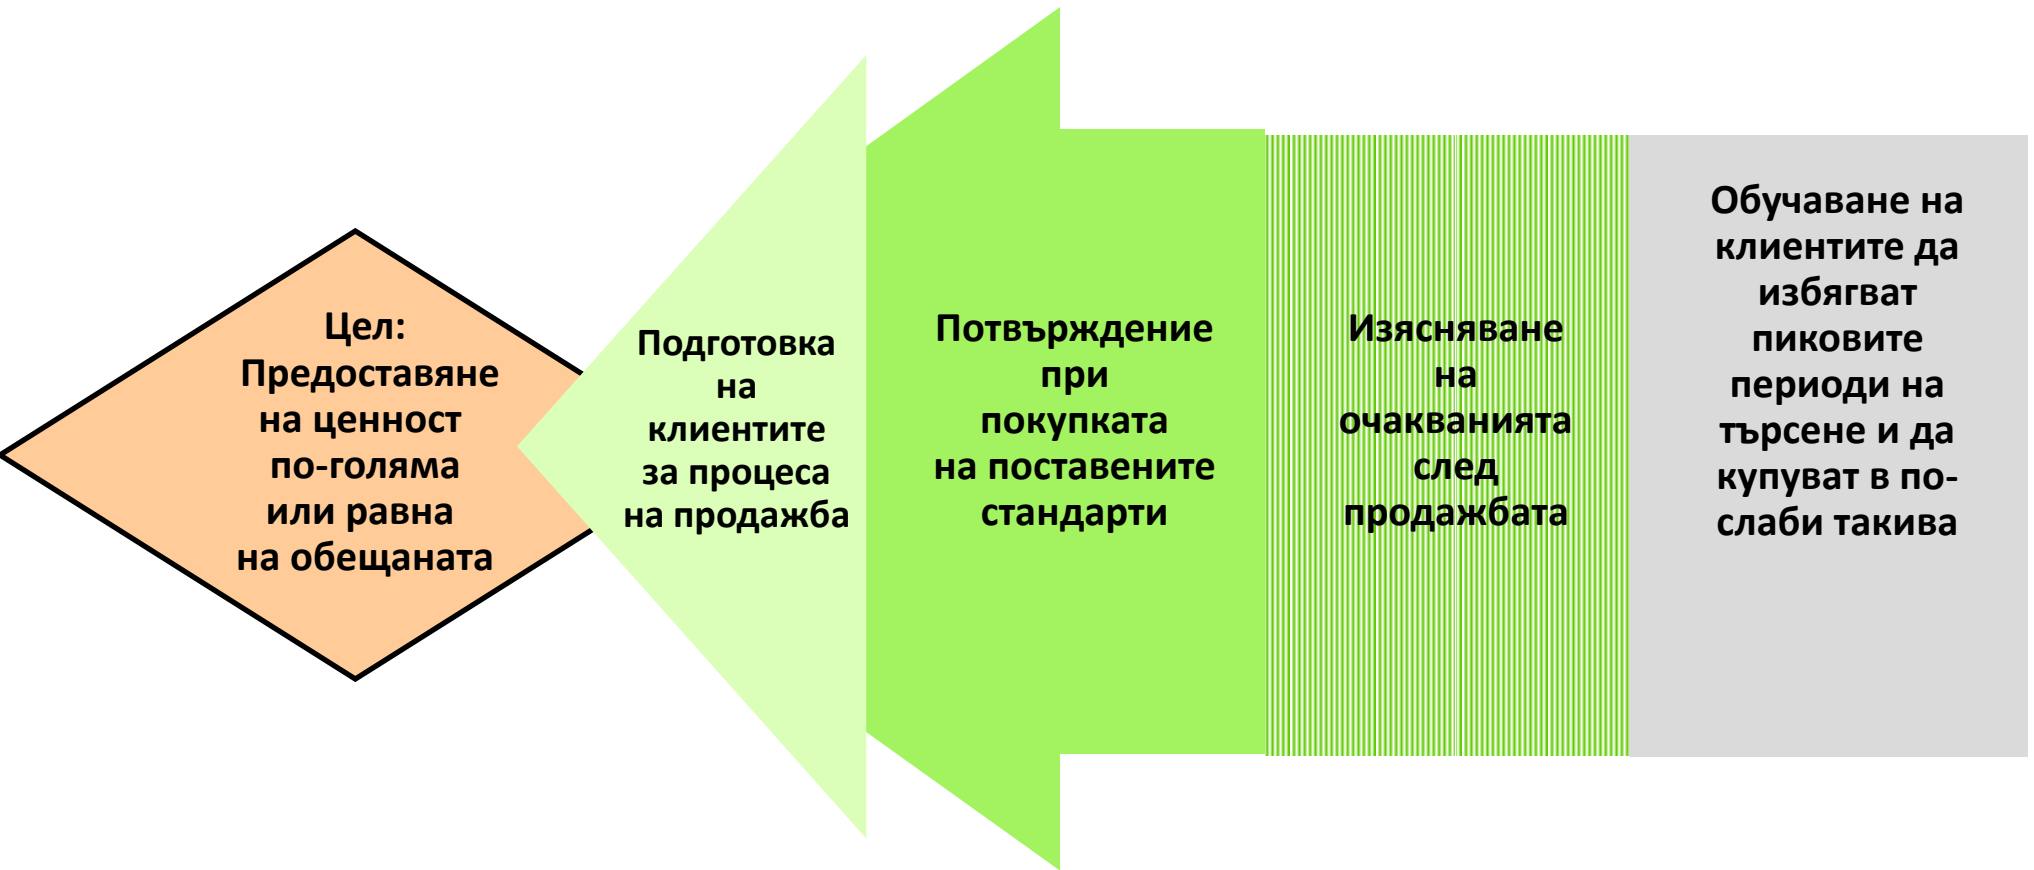 Цел:
Предоставяне
на ценност
по-голяма
или равна
на обещаната
Подготовка
на
клиентите
за процеса
на продажба
Потвърждение
при
покупката
на поставените
стандарти
Изясняване
на
очакванията
след
продажбата
Обучаване на
клиентите да
избягват
пиковите
периоди на
търсене и да
купуват в по-
слаби такива